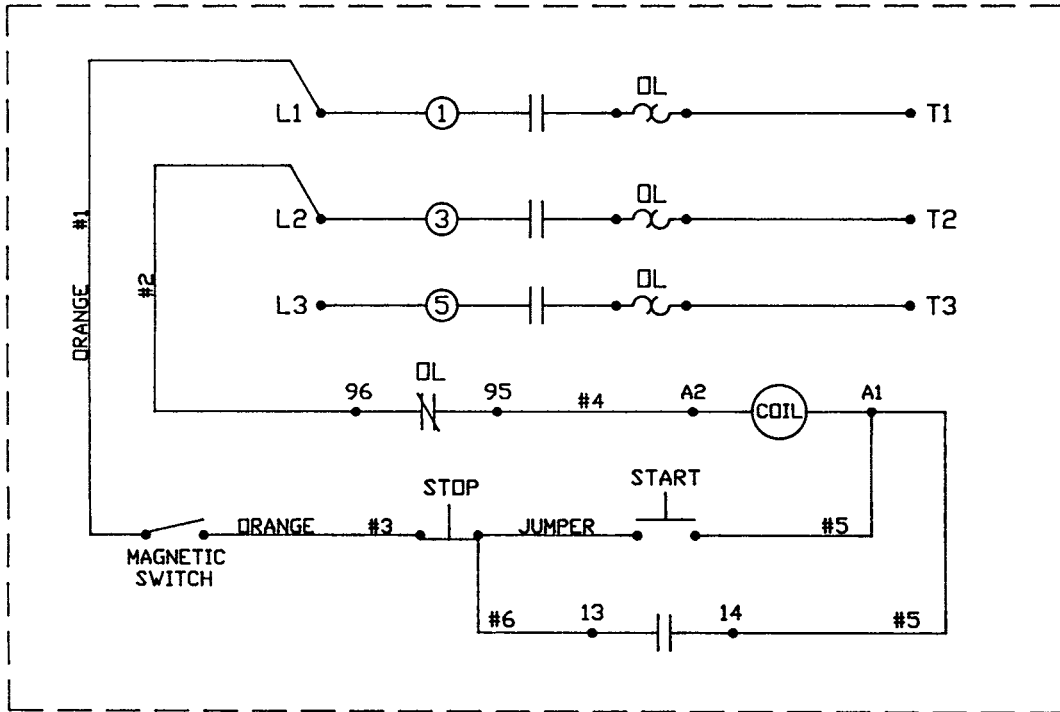 OL
L1 1 T1
#1
OL
L2 3 T2
#2
OL
L3 5 T3
ORANGE
OL
96 95 #4 A2 COIL A1
STOP START
ORANGE #3 JUMPER #5
MAGNETIC
SWITCH
#6 13 14 #5